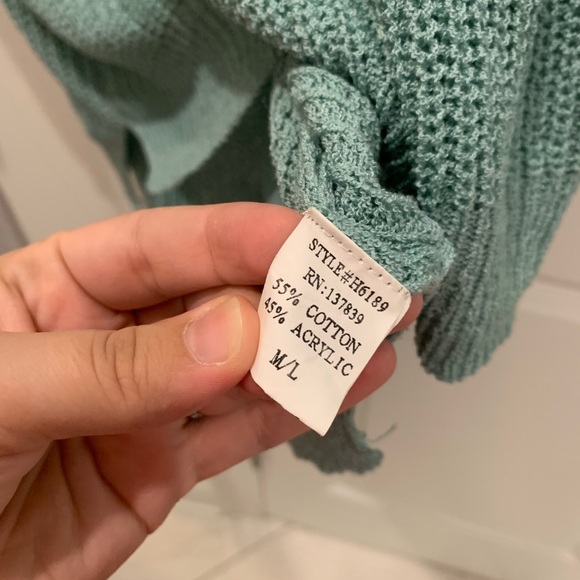 STYLE#H6189
RN:137839
55% COTTON
45% ACRYLIC
M/L